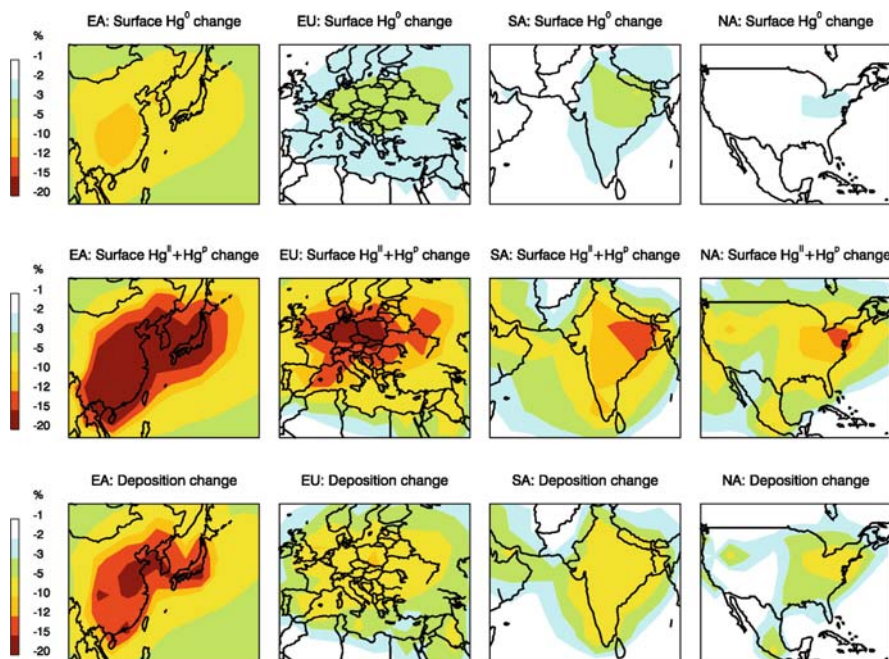 EA: Surface Hg⁰ change
EU: Surface Hg⁰ change
SA: Surface Hg⁰ change
NA: Surface Hg⁰ change
%
-1
-2
-3
-5
-10
-12
-15
-20
EA: Surface Hgᴵᴵ+Hgᵖ change
EU: Surface Hgᴵᴵ+Hgᵖ change
SA: Surface Hgᴵᴵ+Hgᵖ change
NA: Surface Hgᴵᴵ+Hgᵖ change
%
-1
-2
-3
-5
-10
-12
-15
-20
EA: Deposition change
EU: Deposition change
SA: Deposition change
NA: Deposition change
%
-1
-2
-3
-5
-10
-12
-15
-20